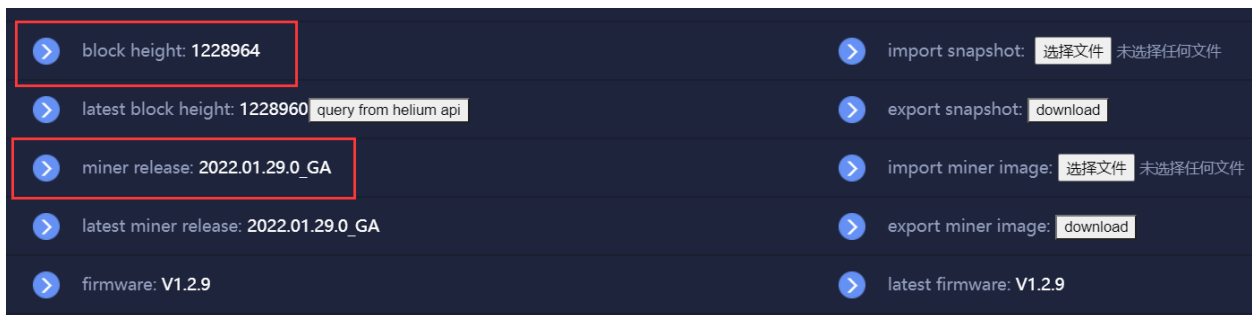 block height: 1228964
import snapshot: 选择文件 未选择任何文件
latest block height: 1228960 query from helium api
export snapshot: download
miner release: 2022.01.29.0_GA
import miner image: 选择文件 未选择任何文件
latest miner release: 2022.01.29.0_GA
export miner image: download
firmware: V1.2.9
latest firmware: V1.2.9